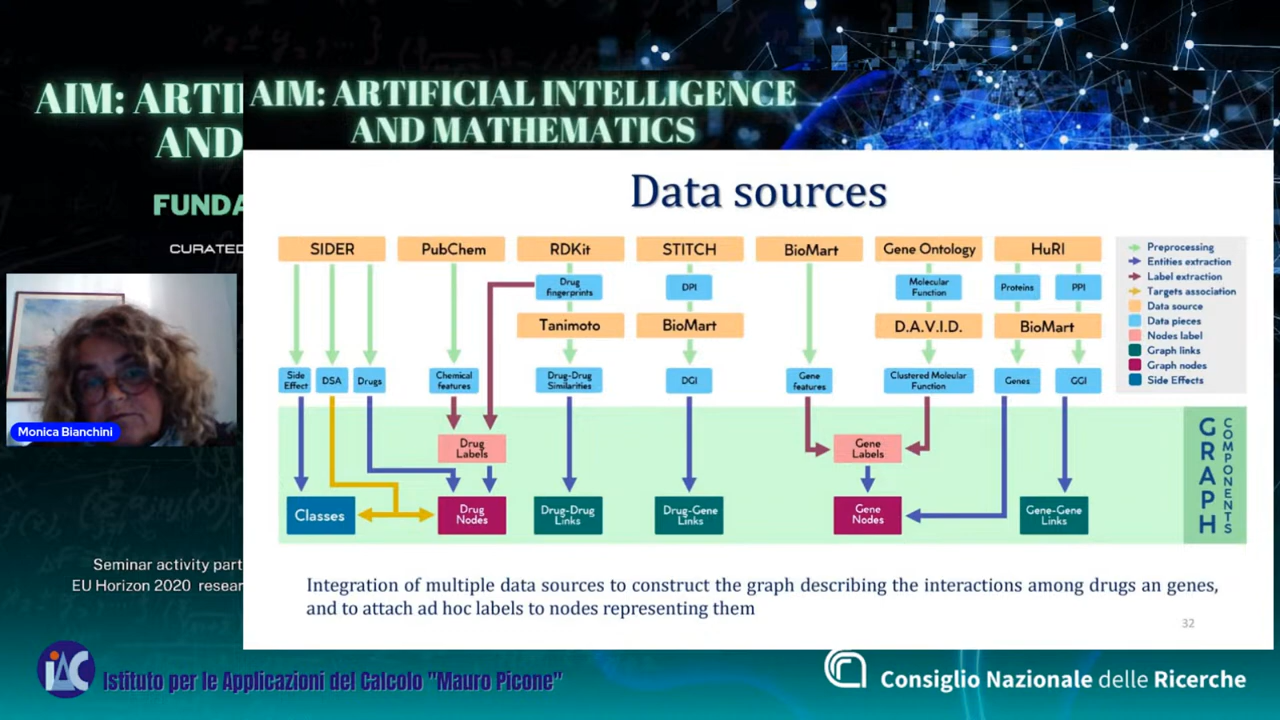 AIM: ARTI
AND
FUNDA
CURATED
Monica Bianchini
Seminar activity part
EU Horizon 2020 resear
AIM: ARTIFICIAL INTELLIGENCE
AND MATHEMATICS
Data sources
SIDER
PubChem
RDKit
STITCH
BioMart
Gene Ontology
HuRI
Drug
fingerprints
DPI
Molecular
Function
Proteins
PPI
Tanimoto
BioMart
D.A.V.I.D.
BioMart
Side
Effect
DSA
Drugs
Chemical
features
Drug-Drug
Similarities
DGI
Gene
features
Clustered Molecular
Function
Genes
GGI
Preprocessing
Entities extraction
Label extraction
Targets association
Data source
Data pieces
Nodes label
Graph links
Graph nodes
Side Effects
Drug
Labels
Gene
Labels
Classes
Drug
Nodes
Drug-Drug
Links
Drug-Gene
Links
Gene
Nodes
Gene-Gene
Links
GRAPH
COMPONENTS
Integration of multiple data sources to construct the graph describing the interactions among drugs an genes,
and to attach ad hoc labels to nodes representing them
32
IAC
Istituto per le Applicazioni del Calcolo "Mauro Picone"
Consiglio Nazionale delle Ricerche